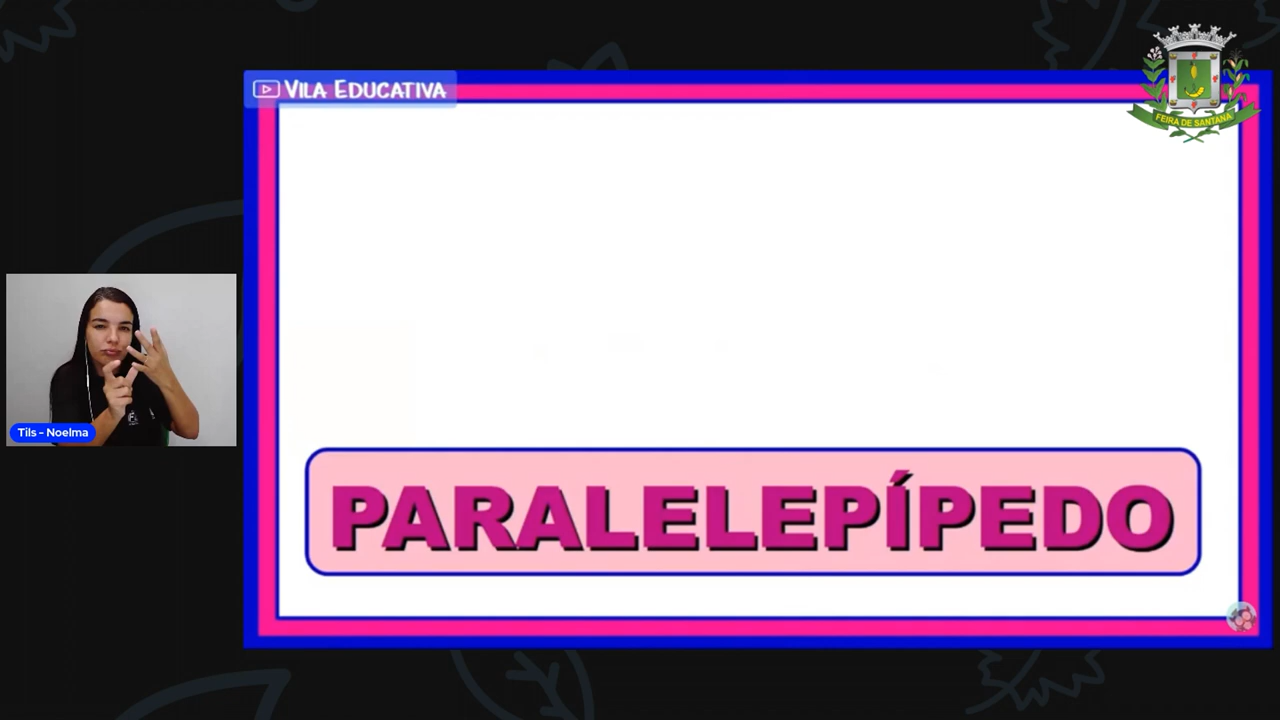 VILA EDUCATIVA
FEIRA DE SANTANA
Tils - Noelma
PARALELEPÍPEDO